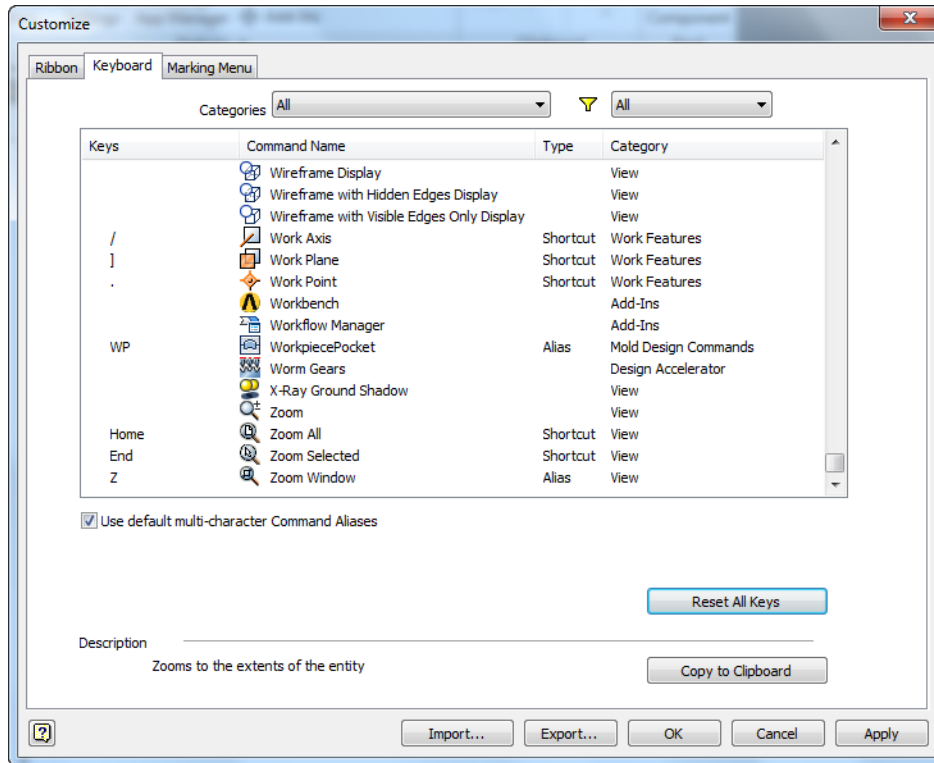 Customize
Ribbon Keyboard Marking Menu
Categories All All
Keys Command Name Type Category
Wireframe Display View
Wireframe with Hidden Edges Display View
Wireframe with Visible Edges Only Display View
/ Work Axis Shortcut Work Features
] Work Plane Shortcut Work Features
. Work Point Shortcut Work Features
Workbench Add-Ins
Workflow Manager Add-Ins
WP WorkpiecePocket Alias Mold Design Commands
Worm Gears Design Accelerator
X-Ray Ground Shadow View
Zoom View
Home Zoom All Shortcut View
End Zoom Selected Shortcut View
Z Zoom Window Alias View
Use default multi-character Command Aliases
Reset All Keys
Description
Zooms to the extents of the entity
Copy to Clipboard
Import... Export... OK Cancel Apply